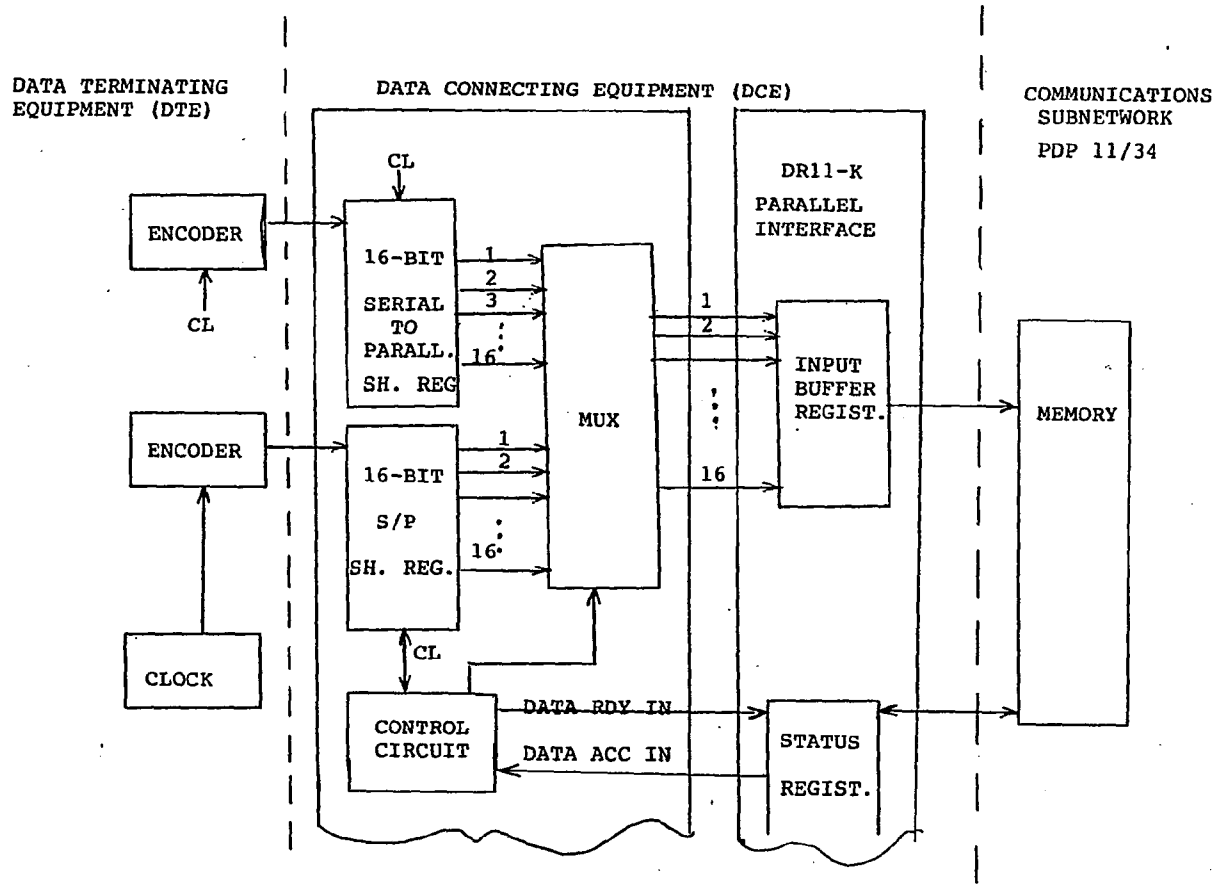 DATA TERMINATING
EQUIPMENT (DTE)
DATA CONNECTING EQUIPMENT (DCE)
COMMUNICATIONS
SUBNETWORK
PDP 11/34
ENCODER
CL
CL
16-BIT
SERIAL
TO
PARALL.
SH. REG
1
2
3
16
MUX
DR11-K
PARALLEL
INTERFACE
1
2
16
INPUT
BUFFER
REGIST.
MEMORY
ENCODER
16-BIT
S/P
SH. REG.
1
2
16
CLOCK
CL
CONTROL
CIRCUIT
DATA RDY IN
DATA ACC IN
STATUS
REGIST.